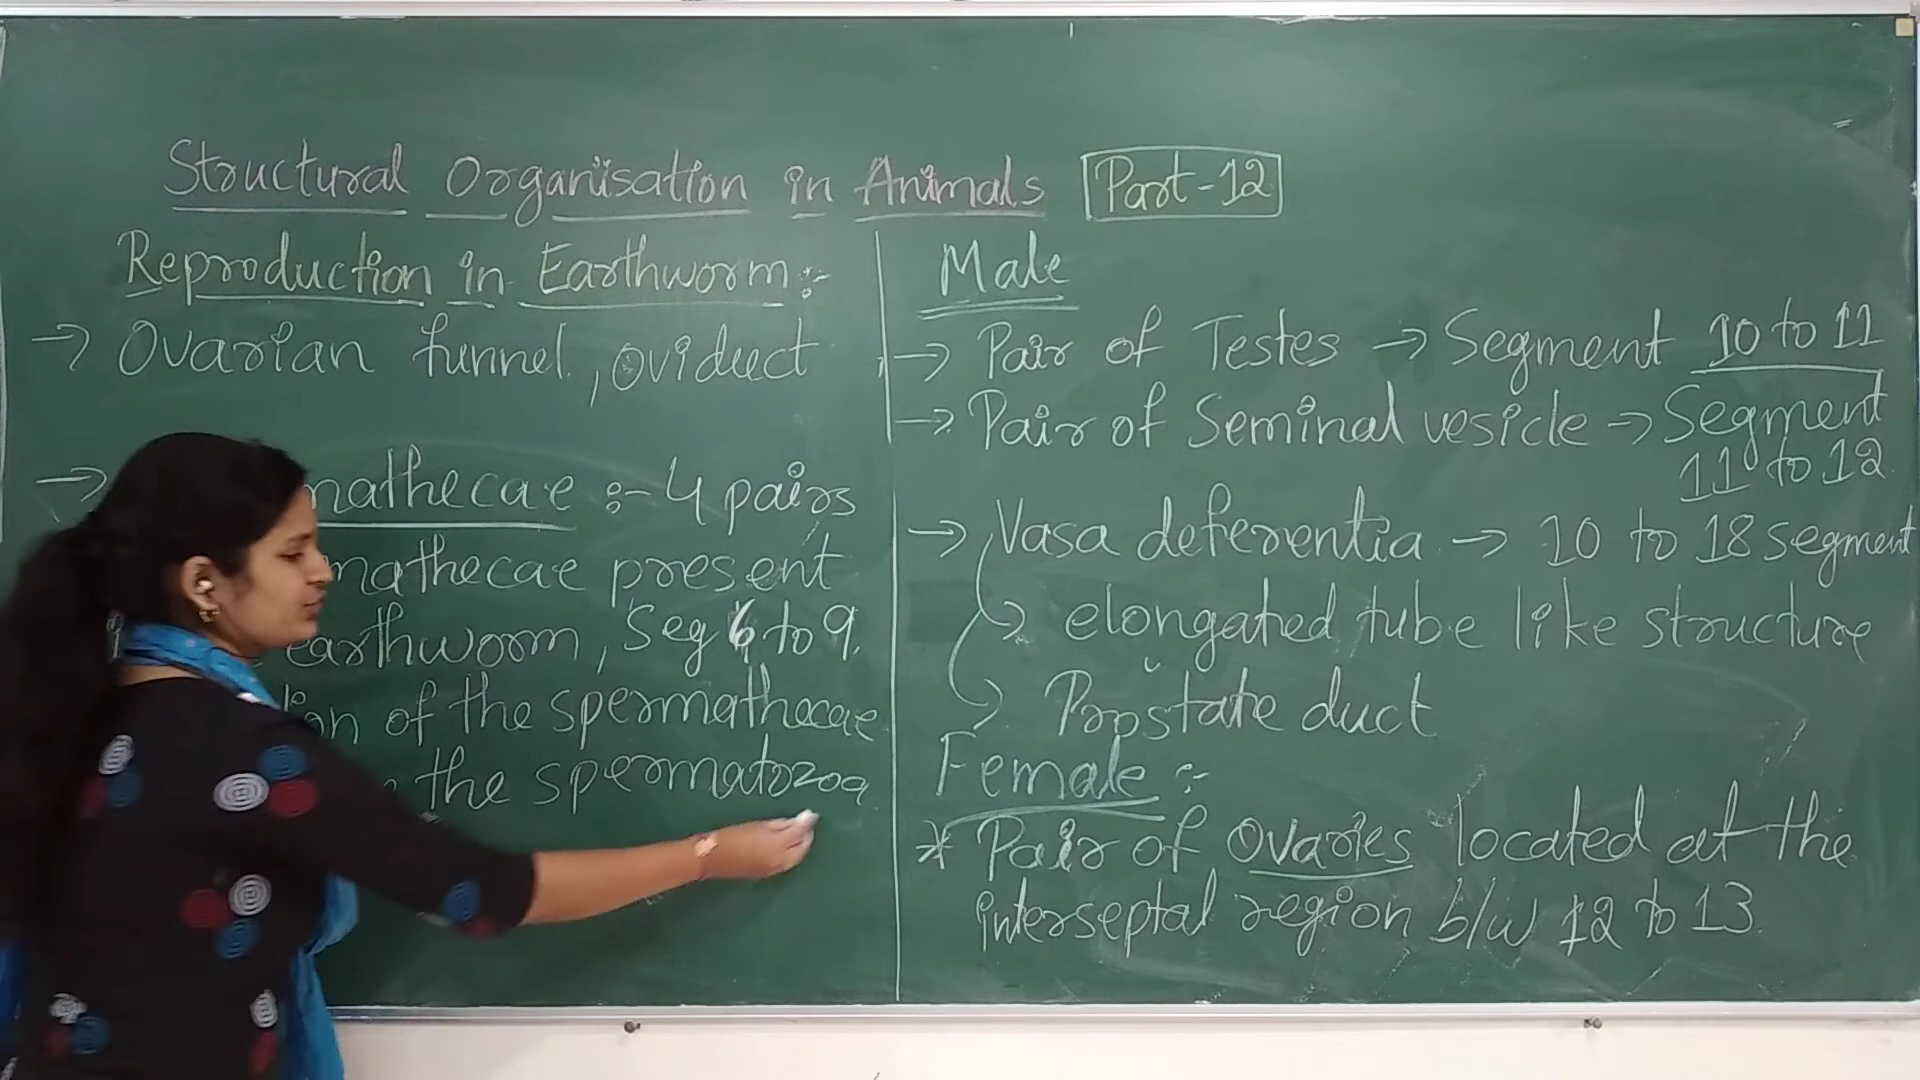 Structural Organisation in Animals Part-12
Reproduction in Earthworm:-
→ Ovarian funnel, oviduct
→ mathecae :- 4 pairs
mathecae present
earthworm, Seg 6 to 9.
of the spermathecae
the spermatozoa
Male
→ Pair of Testes → Segment 10 to 11
→ Pair of Seminal vesicle → Segment
11 to 12
→ Vasa deferentia → 10 to 18 segment
elongated tube like structure
Prostate duct
Female :-
* Pair of Ovaries located at the
interseptal region b/w 12 to 13